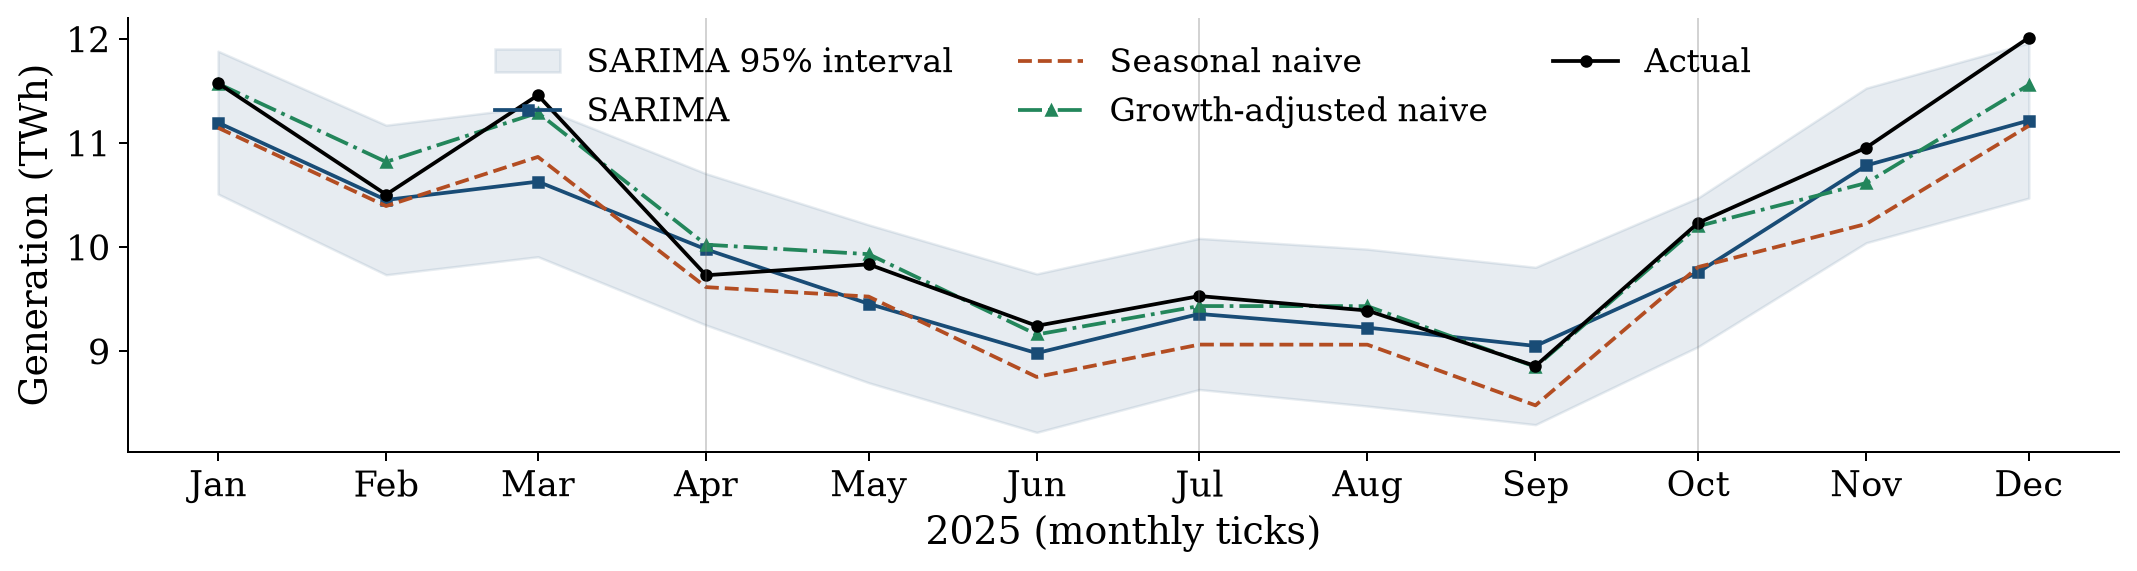 12
11
10
9
Generation (TWh)
SARIMA 95% interval
SARIMA
Seasonal naive
Growth-adjusted naive
Actual
Jan Feb Mar Apr May Jun Jul Aug Sep Oct Nov Dec
2025 (monthly ticks)